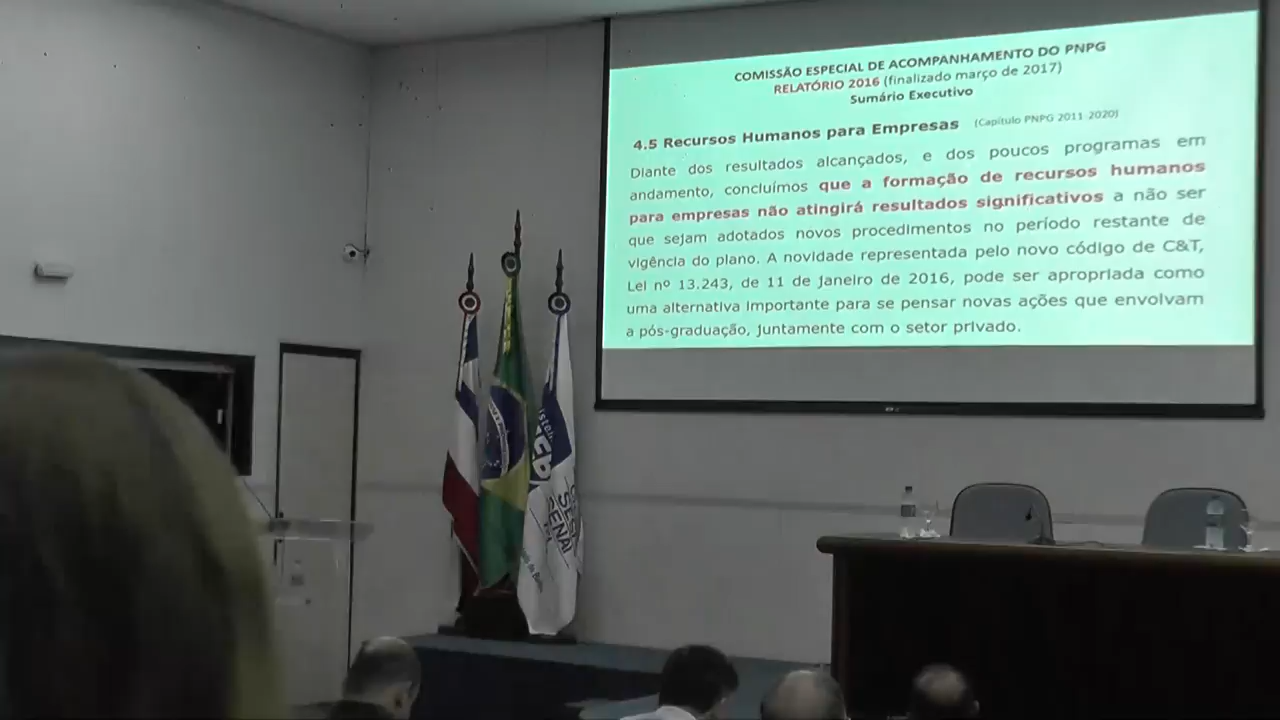 COMISSÃO ESPECIAL DE ACOMPANHAMENTO DO PNPG
RELATÓRIO 2016 (finalizado março de 2017)
Sumário Executivo
4.5 Recursos Humanos para Empresas (Capítulo PNPG 2011-2020)
Diante dos resultados alcançados, e dos poucos programas em
andamento, concluímos que a formação de recursos humanos
para empresas não atingirá resultados significativos a não ser
que sejam adotados novos procedimentos no período restante de
vigência do plano. A novidade representada pelo novo código de C&T,
Lei nº 13.243, de 11 de janeiro de 2016, pode ser apropriada como
uma alternativa importante para se pensar novas ações que envolvam
a pós-graduação, juntamente com o setor privado.
SENAI